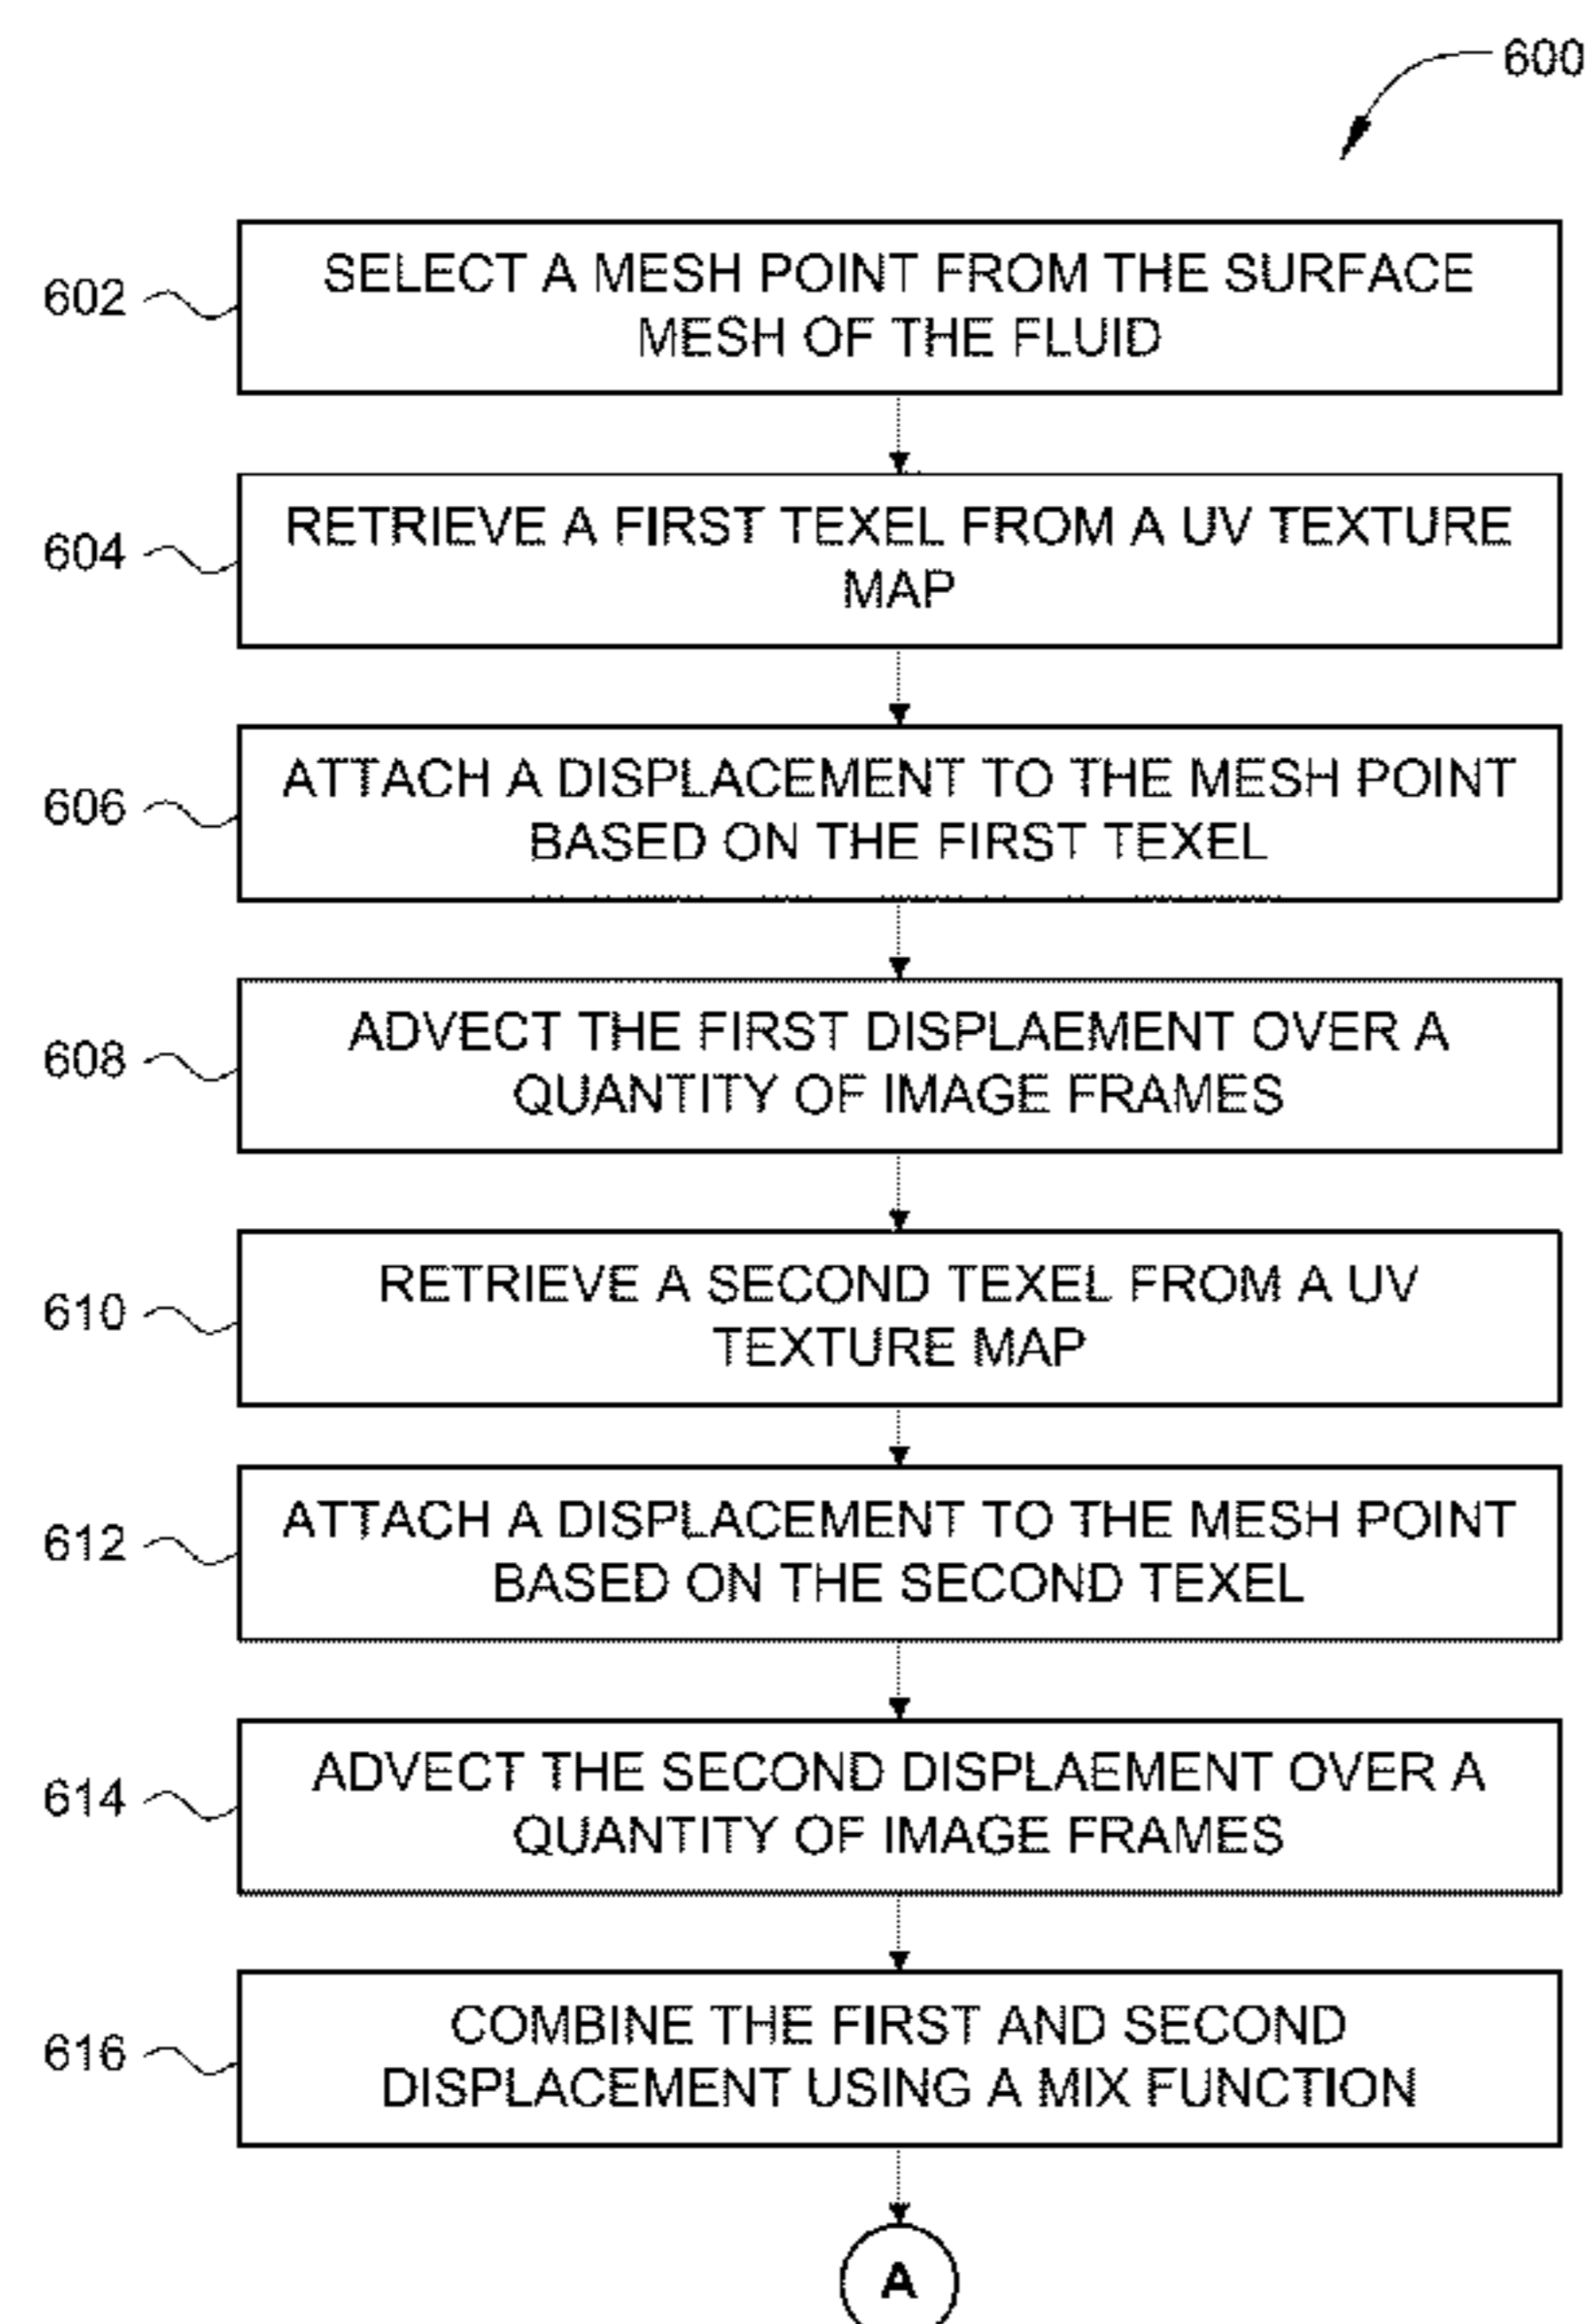 600
602
SELECT A MESH POINT FROM THE SURFACE
MESH OF THE FLUID
604
RETRIEVE A FIRST TEXEL FROM A UV TEXTURE
MAP
606
ATTACH A DISPLACEMENT TO THE MESH POINT
BASED ON THE FIRST TEXEL
608
ADVECT THE FIRST DISPLAEMENT OVER A
QUANTITY OF IMAGE FRAMES
610
RETRIEVE A SECOND TEXEL FROM A UV
TEXTURE MAP
612
ATTACH A DISPLACEMENT TO THE MESH POINT
BASED ON THE SECOND TEXEL
614
ADVECT THE SECOND DISPLAEMENT OVER A
QUANTITY OF IMAGE FRAMES
616
COMBINE THE FIRST AND SECOND
DISPLACEMENT USING A MIX FUNCTION
A